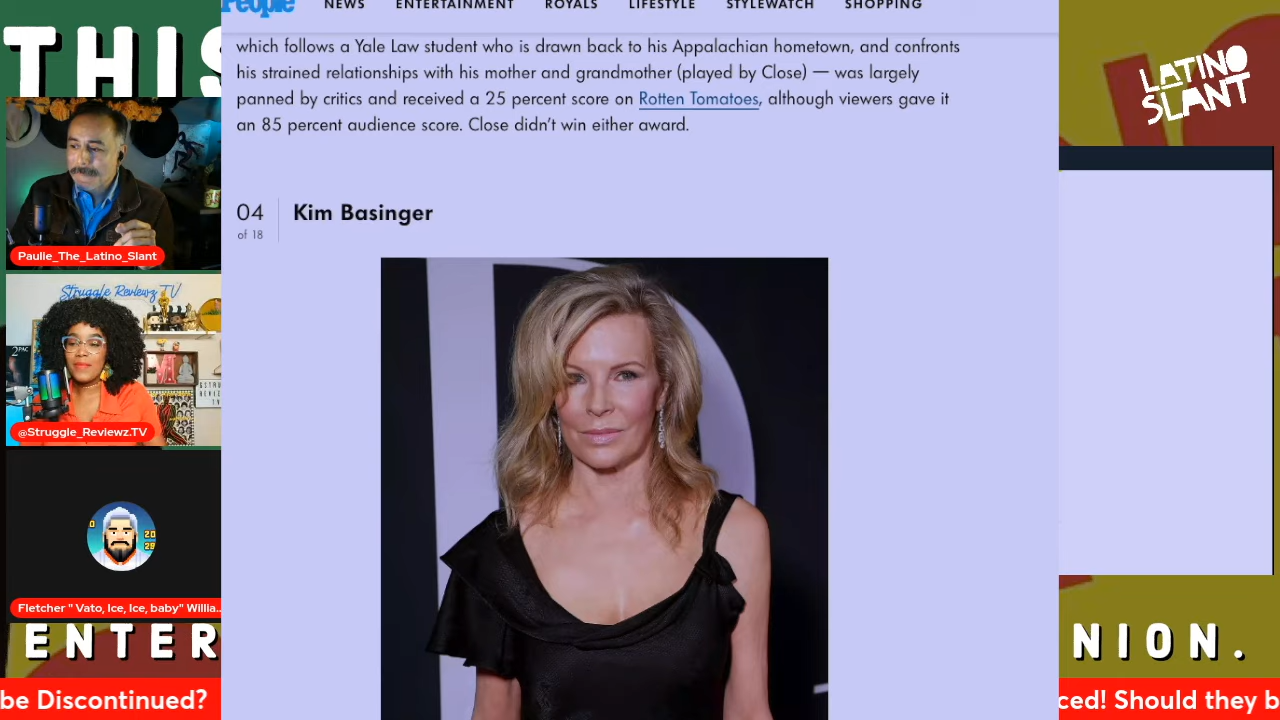 THIS
People
NEWS
ENTERTAINMENT
ROYALS
LIFESTYLE
STYLEWATCH
SHOPPING
which follows a Yale Law student who is drawn back to his Appalachian hometown, and confronts
his strained relationships with his mother and grandmother (played by Close) — was largely
panned by critics and received a 25 percent score on Rotten Tomatoes, although viewers gave it
an 85 percent audience score. Close didn’t win either award.
04
of 18
Kim Basinger
LATINO
SLANT
Paulie_The_Latino_Slant
Struggle Reviewz TV
2PAC
@Struggle_Reviewz.TV
20
28
Fletcher " Vato, Ice, Ice, baby" Willia..
ENTER
NION.
be Discontinued?
ced! Should they b